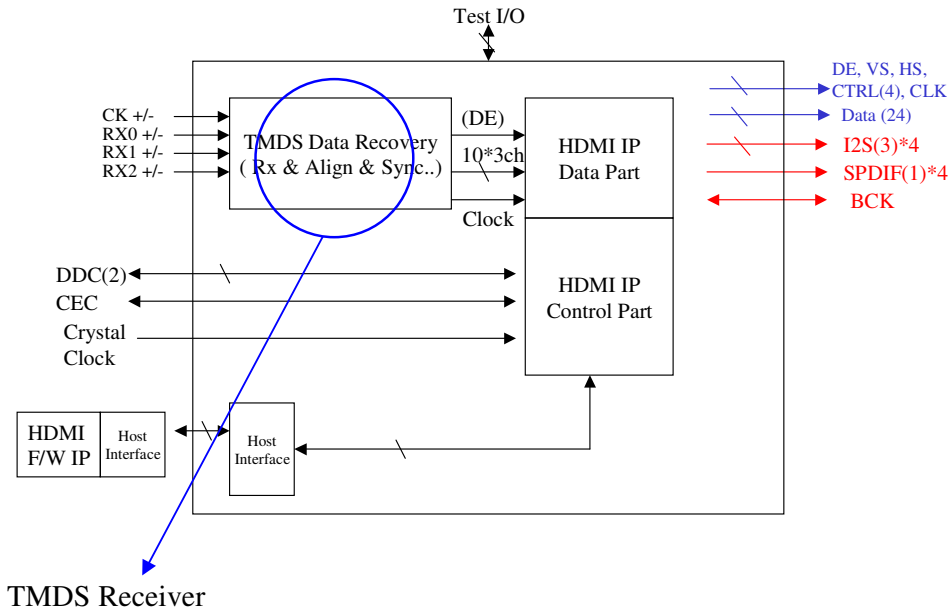 Test I/O
DE, VS, HS,
CTRL(4), CLK
Data (24)
I2S(3)*4
SPDIF(1)*4
BCK
CK +/-
RX0 +/-
RX1 +/-
RX2 +/-
TMDS Data Recovery
( Rx & Align & Sync..)
(DE)
10*3ch
Clock
HDMI IP
Data Part
HDMI IP
Control Part
DDC(2)
CEC
Crystal
Clock
HDMI
F/W IP
Host
Interface
Host
Interface
TMDS Receiver